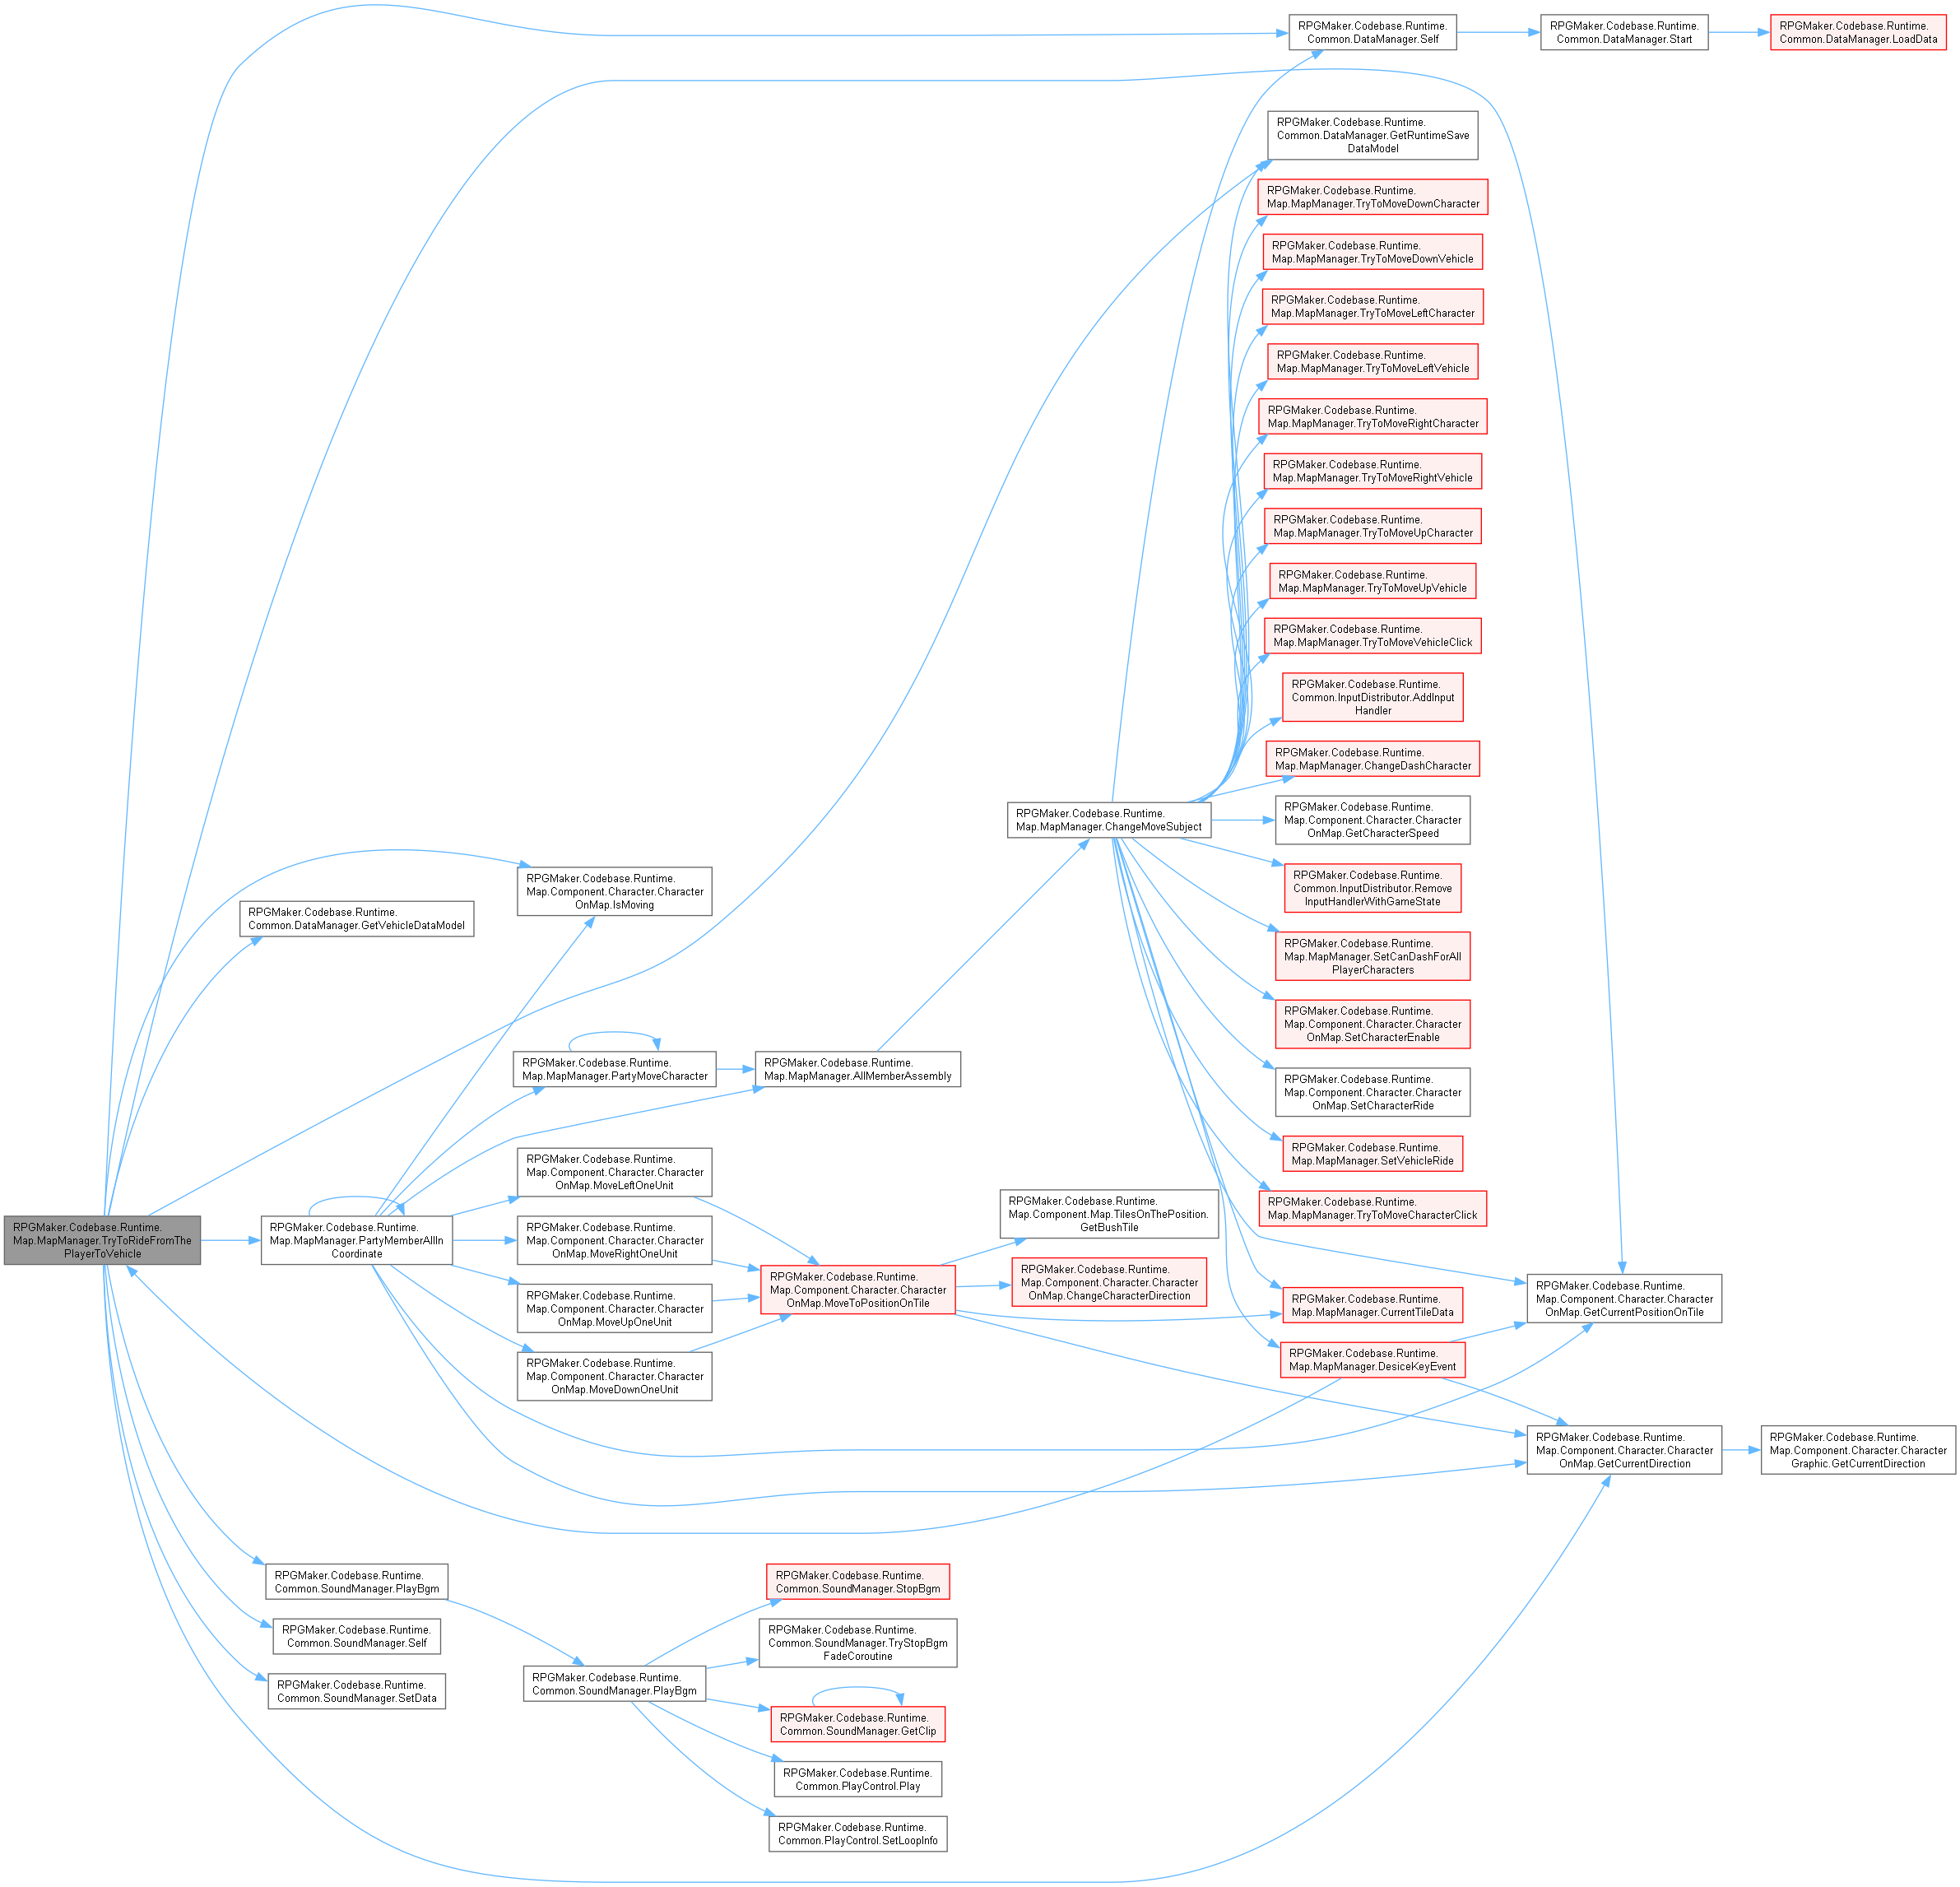 RPGMaker.Codebase.Runtime.
Common.DataManager.Self
RPGMaker.Codebase.Runtime.
Common.DataManager.Start
RPGMaker.Codebase.Runtime.
Common.DataManager.LoadData
RPGMaker.Codebase.Runtime.
Common.DataManager.GetRuntimeSave
DataModel
RPGMaker.Codebase.Runtime.
Map.MapManager.TryToMoveDownCharacter
RPGMaker.Codebase.Runtime.
Map.MapManager.TryToMoveDownVehicle
RPGMaker.Codebase.Runtime.
Map.MapManager.TryToMoveLeftCharacter
RPGMaker.Codebase.Runtime.
Map.MapManager.TryToMoveLeftVehicle
RPGMaker.Codebase.Runtime.
Map.MapManager.TryToMoveRightCharacter
RPGMaker.Codebase.Runtime.
Map.MapManager.TryToMoveRightVehicle
RPGMaker.Codebase.Runtime.
Map.MapManager.TryToMoveUpCharacter
RPGMaker.Codebase.Runtime.
Map.MapManager.TryToMoveUpVehicle
RPGMaker.Codebase.Runtime.
Map.MapManager.TryToMoveVehicleClick
RPGMaker.Codebase.Runtime.
Common.InputDistributor.AddInput
Handler
RPGMaker.Codebase.Runtime.
Map.MapManager.ChangeDashCharacter
RPGMaker.Codebase.Runtime.
Map.MapManager.ChangeMoveSubject
RPGMaker.Codebase.Runtime.
Map.Component.Character.Character
OnMap.GetCharacterSpeed
RPGMaker.Codebase.Runtime.
Common.InputDistributor.Remove
InputHandlerWithGameState
RPGMaker.Codebase.Runtime.
Map.Component.Character.Character
OnMap.IsMoving
RPGMaker.Codebase.Runtime.
Common.DataManager.GetVehicleDataModel
RPGMaker.Codebase.Runtime.
Map.MapManager.SetCanDashForAll
PlayerCharacters
RPGMaker.Codebase.Runtime.
Map.Component.Character.Character
OnMap.SetCharacterEnable
RPGMaker.Codebase.Runtime.
Map.MapManager.PartyMoveCharacter
RPGMaker.Codebase.Runtime.
Map.MapManager.AllMemberAssembly
RPGMaker.Codebase.Runtime.
Map.Component.Character.Character
OnMap.SetCharacterRide
RPGMaker.Codebase.Runtime.
Map.MapManager.SetVehicleRide
RPGMaker.Codebase.Runtime.
Map.Component.Character.Character
OnMap.MoveLeftOneUnit
RPGMaker.Codebase.Runtime.
Map.MapManager.TryToMoveCharacterClick
RPGMaker.Codebase.Runtime.
Map.Component.Map.TilesOnThePosition.
GetBushTile
RPGMaker.Codebase.Runtime.
Map.MapManager.TryToRideFromThe
PlayerToVehicle
RPGMaker.Codebase.Runtime.
Map.MapManager.PartyMemberAllIn
Coordinate
RPGMaker.Codebase.Runtime.
Map.Component.Character.Character
OnMap.MoveRightOneUnit
RPGMaker.Codebase.Runtime.
Map.Component.Character.Character
OnMap.MoveToPositionOnTile
RPGMaker.Codebase.Runtime.
Map.Component.Character.Character
OnMap.ChangeCharacterDirection
RPGMaker.Codebase.Runtime.
Map.MapManager.CurrentTileData
RPGMaker.Codebase.Runtime.
Map.Component.Character.Character
OnMap.GetCurrentPositionOnTile
RPGMaker.Codebase.Runtime.
Map.Component.Character.Character
OnMap.MoveUpOneUnit
RPGMaker.Codebase.Runtime.
Map.MapManager.DesiceKeyEvent
RPGMaker.Codebase.Runtime.
Map.Component.Character.Character
OnMap.MoveDownOneUnit
RPGMaker.Codebase.Runtime.
Map.Component.Character.Character
OnMap.GetCurrentDirection
RPGMaker.Codebase.Runtime.
Map.Component.Character.Character
Graphic.GetCurrentDirection
RPGMaker.Codebase.Runtime.
Common.SoundManager.PlayBgm
RPGMaker.Codebase.Runtime.
Common.SoundManager.StopBgm
RPGMaker.Codebase.Runtime.
Common.SoundManager.Self
RPGMaker.Codebase.Runtime.
Common.SoundManager.TryStopBgm
FadeCoroutine
RPGMaker.Codebase.Runtime.
Common.SoundManager.SetData
RPGMaker.Codebase.Runtime.
Common.SoundManager.PlayBgm
RPGMaker.Codebase.Runtime.
Common.SoundManager.GetClip
RPGMaker.Codebase.Runtime.
Common.PlayControl.Play
RPGMaker.Codebase.Runtime.
Common.PlayControl.SetLoopInfo